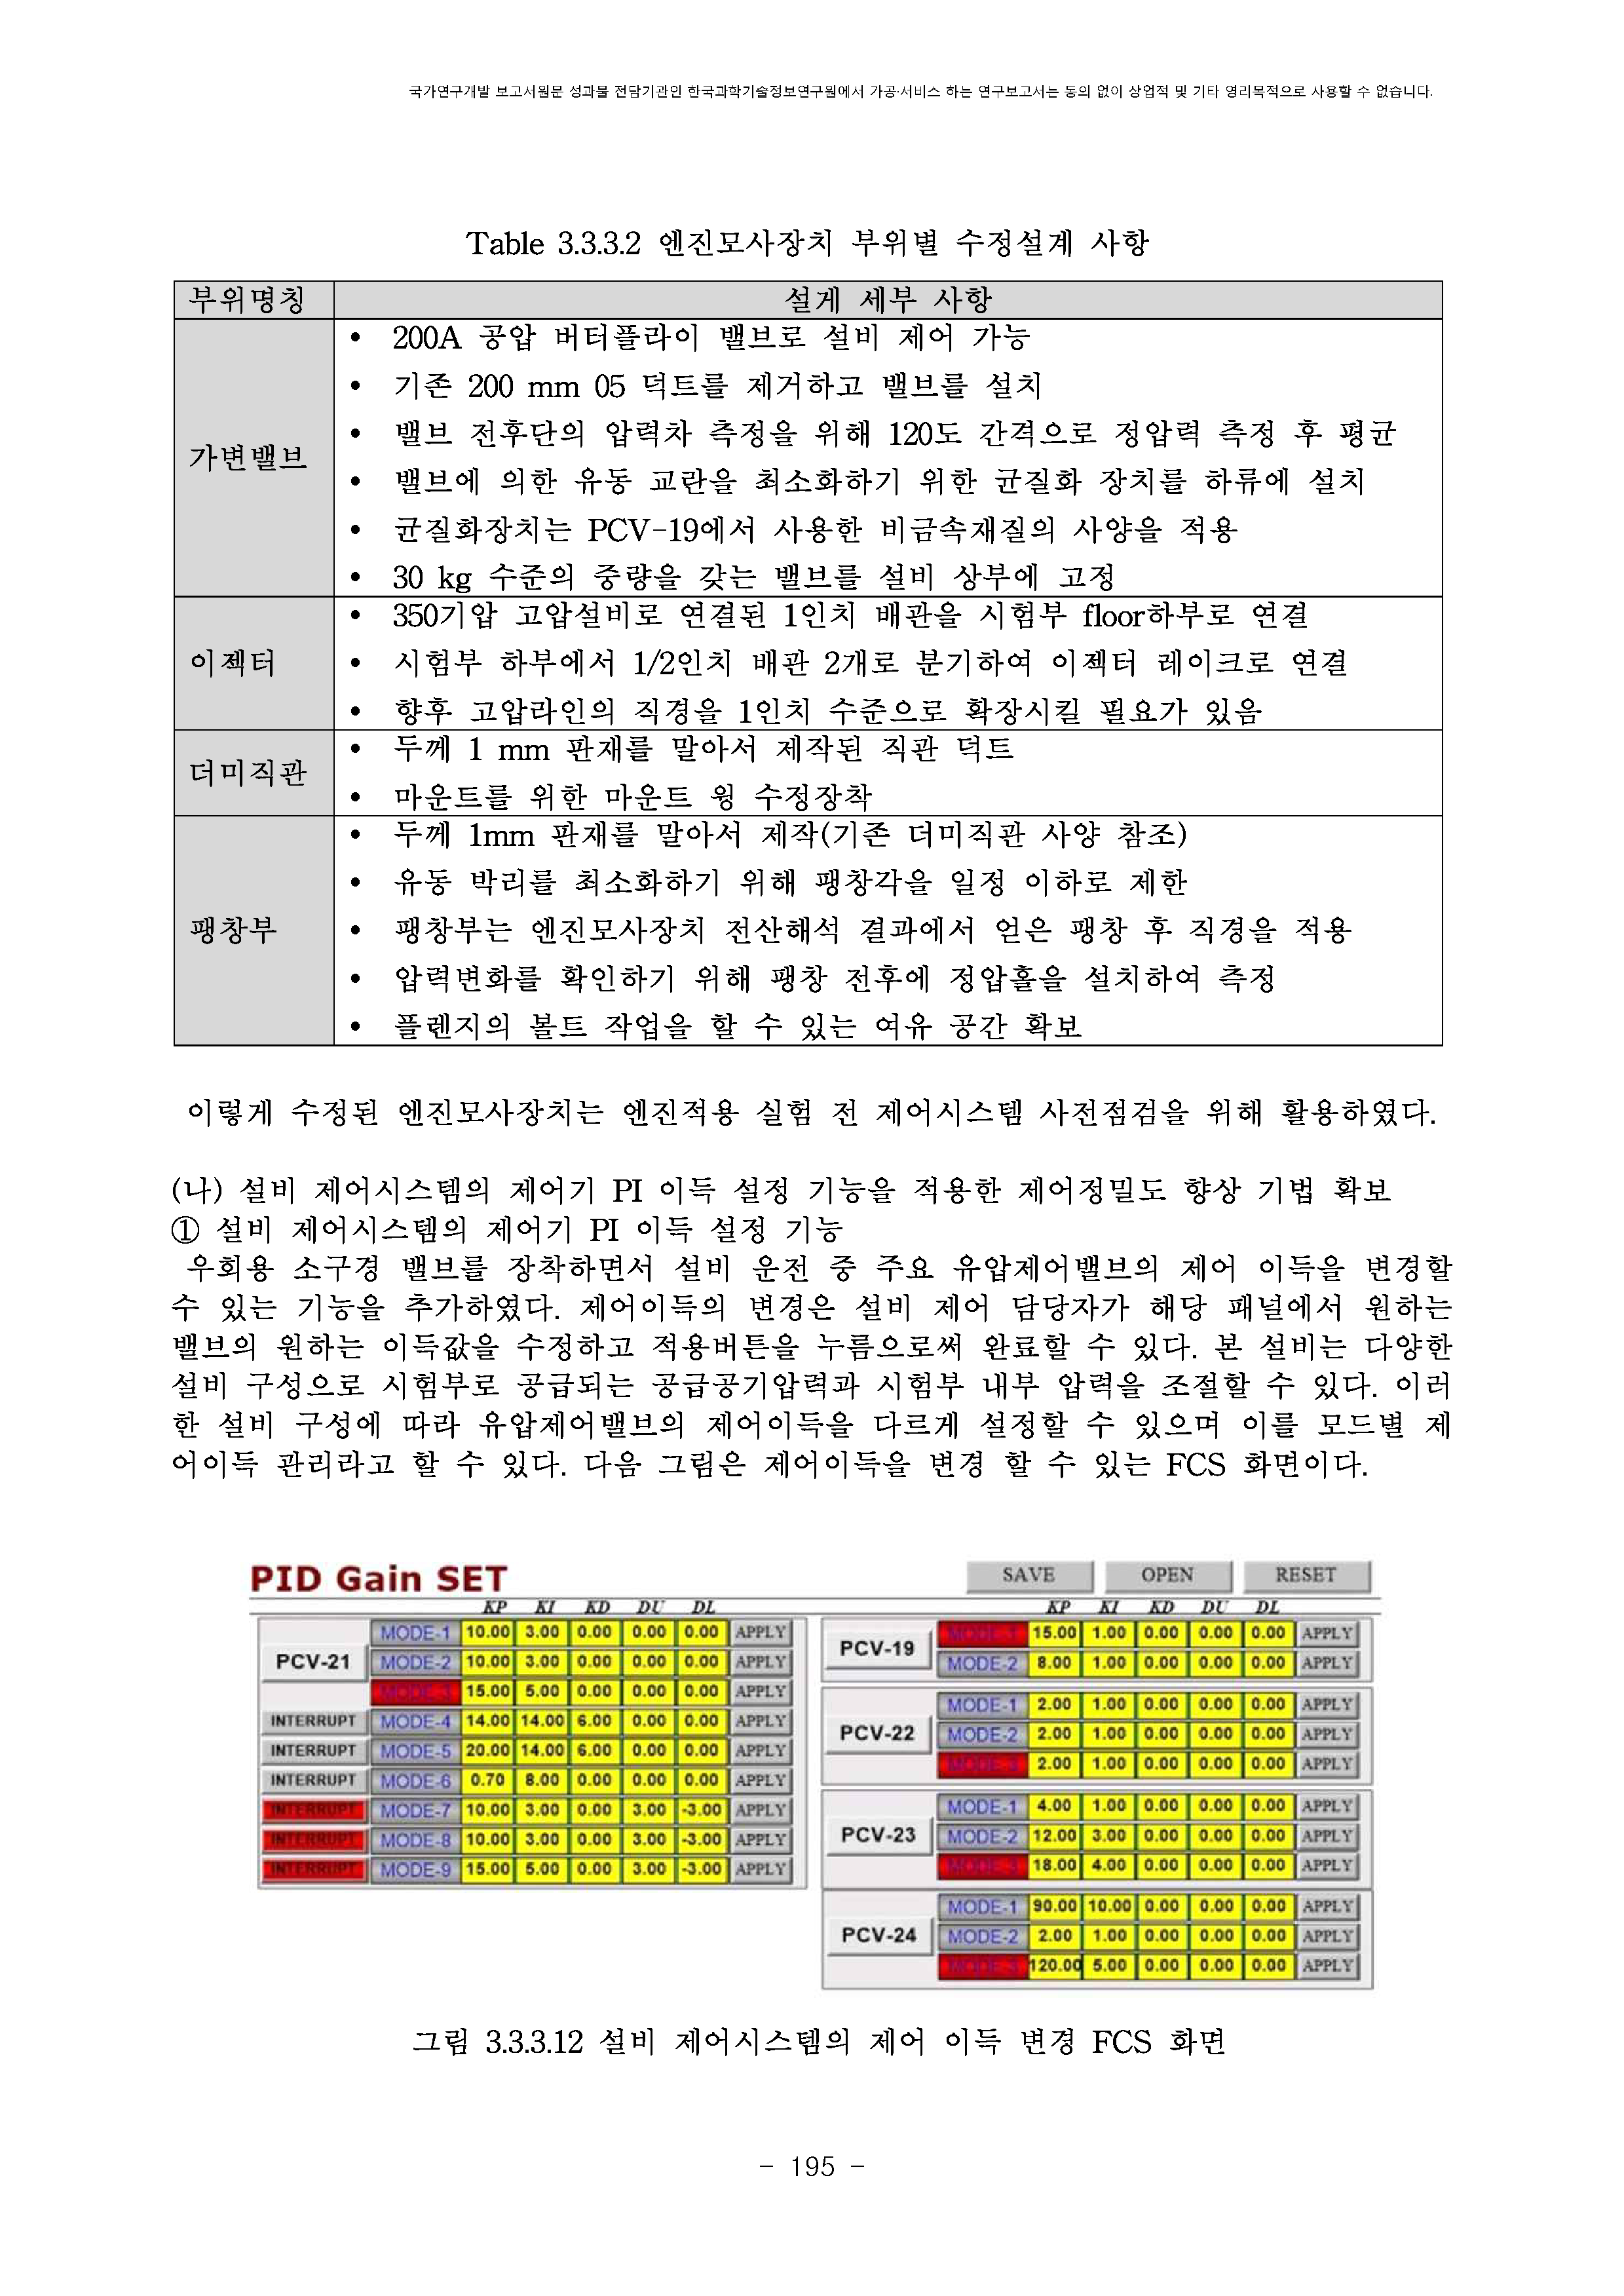 국가연구개발 보고서원문 성과물 전담기관인 한국과학기술정보연구원에서 가공·서비스 하는 연구보고서는 동의 없이 상업적 및 기타 영리목적으로 사용할 수 없습니다.
Table 3.3.3.2 엔진모사장치 부위별 수정설계 사항
부위명칭 설게 세부 사항
가변밸브
• 200A 공압 버터플라이 밸브로 설비 제어 가능
• 기존 200 mm 05 덕트를 제거하고 밸브를 설치
• 밸브 전후단의 압력차 측정을 위해 120도 간격으로 정압력 측정 후 평균
• 밸브에 의한 유동 교란을 최소화하기 위한 균질화 장치를 하류에 설치
• 균질화장치는 PCV-19에서 사용한 비금속재질의 사양을 적용
• 30 kg 수준의 중량을 갖는 밸브를 설비 상부에 고정
이젝터
• 350기압 고압설비로 연결된 1인치 배관을 시험부 floor하부로 연결
• 시험부 하부에서 1/2인치 배관 2개로 분기하여 이젝터 레이크로 연결
• 향후 고압라인의 직경을 1인치 수준으로 확장시킬 필요가 있음
더미직관
• 두께 1 mm 판재를 말아서 제작된 직관 덕트
• 마운트를 위한 마운트 윙 수정장착
팽창부
• 두께 1mm 판재를 말아서 제작(기존 더미직관 사양 참조)
• 유동 박리를 최소화하기 위해 팽창각을 일정 이하로 제한
• 팽창부는 엔진모사장치 전산해석 결과에서 얻은 팽창 후 직경을 적용
• 압력변화를 확인하기 위해 팽창 전후에 정압홀을 설치하여 측정
• 플렌지의 볼트 작업을 할 수 있는 여유 공간 확보
이렇게 수정된 엔진모사장치는 엔진적용 실험 전 제어시스템 사전점검을 위해 활용하였다.
(나) 설비 제어시스템의 제어기 PI 이득 설정 기능을 적용한 제어정밀도 향상 기법 확보
① 설비 제어시스템의 제어기 PI 이득 설정 기능
우회용 소구경 밸브를 장착하면서 설비 운전 중 주요 유압제어밸브의 제어 이득을 변경할
수 있는 기능을 추가하였다. 제어이득의 변경은 설비 제어 담당자가 해당 패널에서 원하는
밸브의 원하는 이득값을 수정하고 적용버튼을 누름으로써 완료할 수 있다. 본 설비는 다양한
설비 구성으로 시험부로 공급되는 공급공기압력과 시험부 내부 압력을 조절할 수 있다. 이러
한 설비 구성에 따라 유압제어밸브의 제어이득을 다르게 설정할 수 있으며 이를 모드별 제
어이득 관리라고 할 수 있다. 다음 그림은 제어이득을 변경 할 수 있는 FCS 화면이다.
PID Gain SET SAVE OPEN RESET
KP KI KD DU DL
PCV-21
MODE-1 10.00 3.00 0.00 0.00 0.00 APPLY
MODE-2 10.00 3.00 0.00 0.00 0.00 APPLY
MODE-3 15.00 5.00 0.00 0.00 0.00 APPLY
INTERRUPT MODE-4 14.00 14.00 6.00 0.00 0.00 APPLY
INTERRUPT MODE-5 20.00 14.00 6.00 0.00 0.00 APPLY
INTERRUPT MODE-6 0.70 8.00 0.00 0.00 0.00 APPLY
INTERRUPT MODE-7 10.00 3.00 0.00 3.00 -3.00 APPLY
INTERRUPT MODE-8 10.00 3.00 0.00 3.00 -3.00 APPLY
INTERRUPT MODE-9 15.00 5.00 0.00 3.00 -3.00 APPLY
KP KI KD DU DL
PCV-19
MODE-1 15.00 1.00 0.00 0.00 0.00 APPLY
MODE-2 8.00 1.00 0.00 0.00 0.00 APPLY
PCV-22
MODE-1 2.00 1.00 0.00 0.00 0.00 APPLY
MODE-2 2.00 1.00 0.00 0.00 0.00 APPLY
MODE-3 2.00 1.00 0.00 0.00 0.00 APPLY
PCV-23
MODE-1 4.00 1.00 0.00 0.00 0.00 APPLY
MODE-2 12.00 3.00 0.00 0.00 0.00 APPLY
MODE-3 18.00 4.00 0.00 0.00 0.00 APPLY
PCV-24
MODE-1 90.00 10.00 0.00 0.00 0.00 APPLY
MODE-2 2.00 1.00 0.00 0.00 0.00 APPLY
MODE-3 120.00 5.00 0.00 0.00 0.00 APPLY
그림 3.3.3.12 설비 제어시스템의 제어 이득 변경 FCS 화면
- 195 -